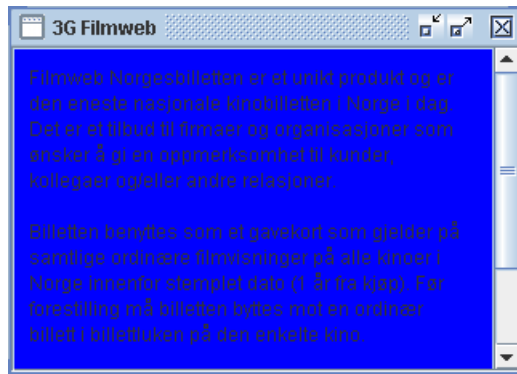 3G Filmweb
Filmweb Norgesbilletten er et unikt produkt og er
den eneste nasjonale kinobilletten i Norge i dag.
Det er et tilbud til firmaer og organisasjoner som
ønsker å gi en oppmerksomhet til kunder,
kollegaer og/eller andre relasjoner.
Billetten benyttes som et gavekort som gjelder på
samtlige ordinære filmvisninger på alle kinoer i
Norge innenfor stemplet dato (1 år fra kjøp). Før
forestilling må billetten byttes mot en ordinær
billett i billettluken på den enkelte kino.